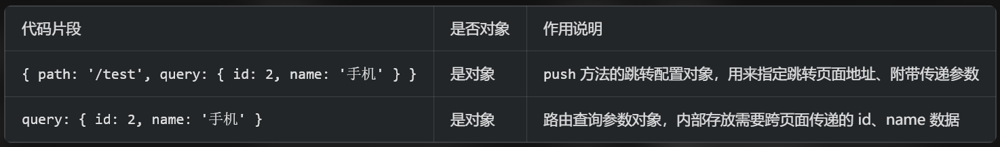 代码片段 是否对象 作用说明
{ path: '/test', query: { id: 2, name: '手机' } } 是对象 push 方法的跳转配置对象，用来指定跳转页面地址、附带传递参数
query: { id: 2, name: '手机' } 是对象 路由查询参数对象，内部存放需要跨页面传递的 id、name 数据